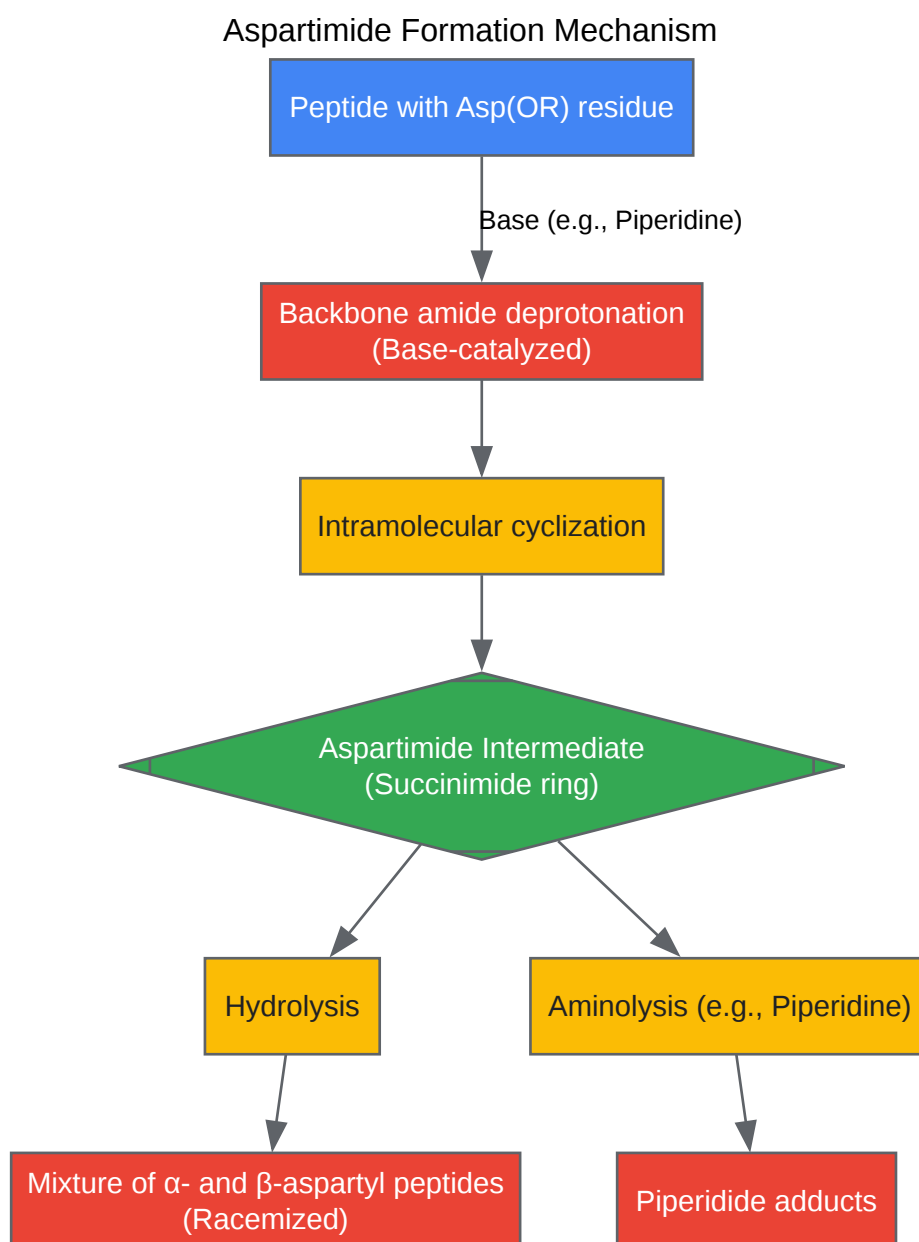 Aspartimide Formation Mechanism
Peptide with Asp(OR) residue
Base (e.g., Piperidine)
Backbone amide deprotonation
(Base-catalyzed)
Intramolecular cyclization
Aspartimide Intermediate
(Succinimide ring)
Hydrolysis
Aminolysis (e.g., Piperidine)
Mixture of α- and β-aspartyl peptides
(Racemized)
Piperidide adducts